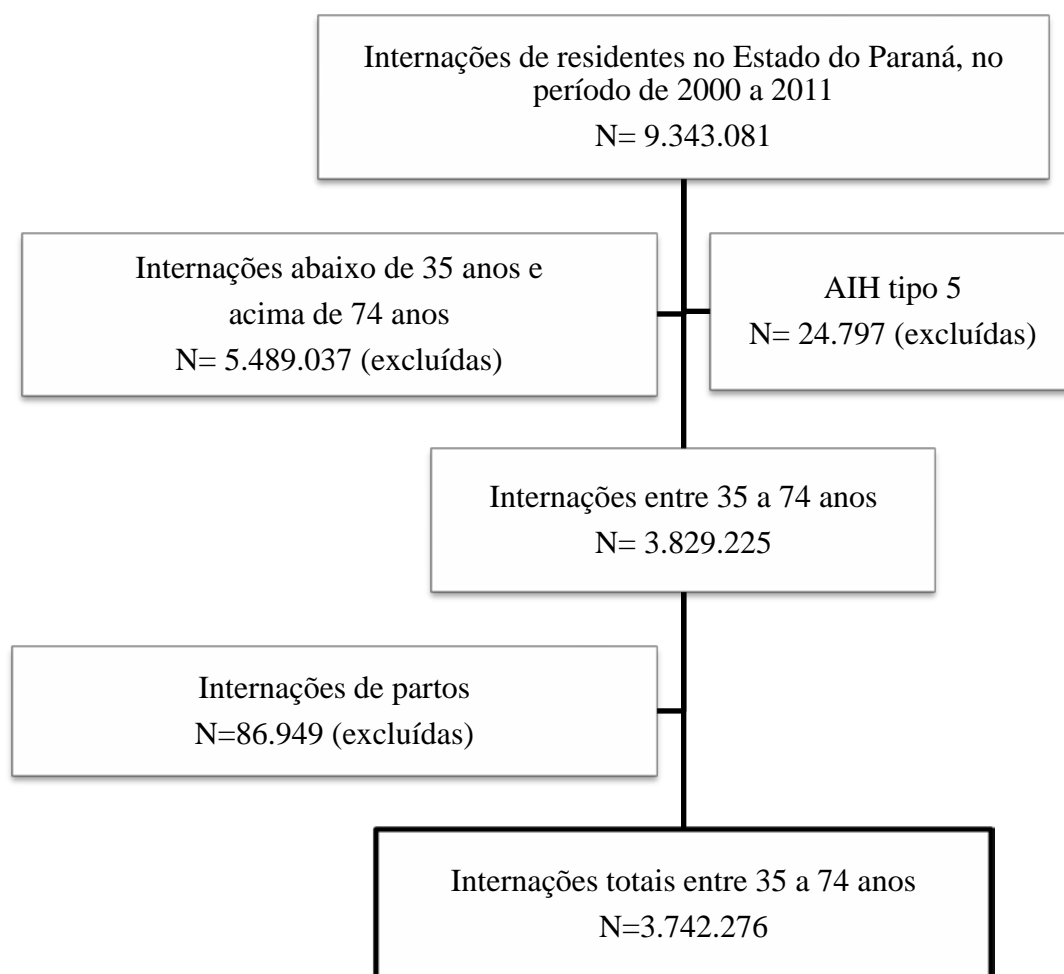 Internações de residentes no Estado do Paraná, no
período de 2000 a 2011
N= 9.343.081
Internações abaixo de 35 anos e
acima de 74 anos
N= 5.489.037 (excluídas)
AIH tipo 5
N= 24.797 (excluídas)
Internações entre 35 a 74 anos
N= 3.829.225
Internações de partos
N=86.949 (excluídas)
Internações totais entre 35 a 74 anos
N=3.742.276